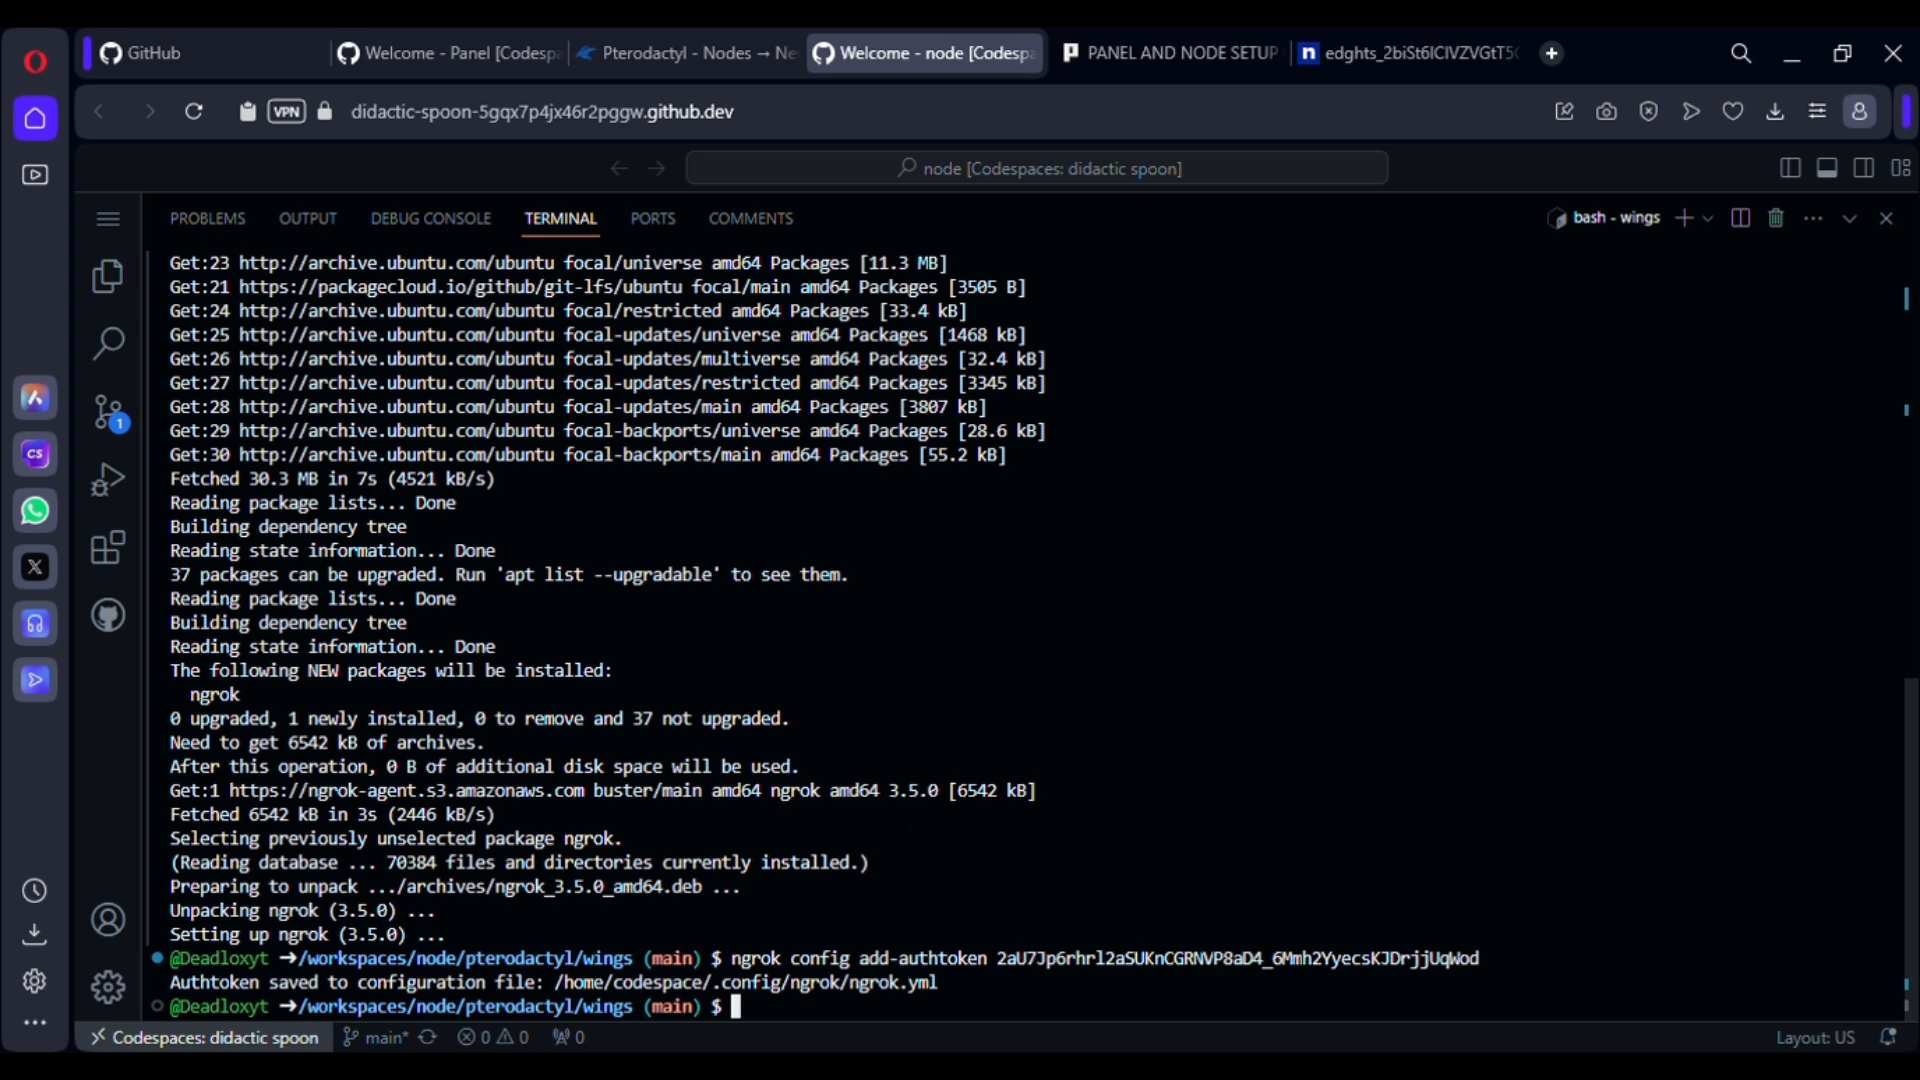 GitHub
Welcome - Panel [Codespa
Pterodactyl - Nodes → Ne
Welcome - node [Codespa
PANEL AND NODE SETUP
edghts_2biSt6ICIVZVGtT5
VPN
didactic-spoon-5gqx7p4jx46r2pggw.github.dev
node [Codespaces: didactic spoon]
PROBLEMS
OUTPUT
DEBUG CONSOLE
TERMINAL
PORTS
COMMENTS
bash - wings
Get:23 http://archive.ubuntu.com/ubuntu focal/universe amd64 Packages [11.3 MB]
Get:21 https://packagecloud.io/github/git-lfs/ubuntu focal/main amd64 Packages [3505 B]
Get:24 http://archive.ubuntu.com/ubuntu focal/restricted amd64 Packages [33.4 kB]
Get:25 http://archive.ubuntu.com/ubuntu focal-updates/universe amd64 Packages [1468 kB]
Get:26 http://archive.ubuntu.com/ubuntu focal-updates/multiverse amd64 Packages [32.4 kB]
Get:27 http://archive.ubuntu.com/ubuntu focal-updates/restricted amd64 Packages [3345 kB]
Get:28 http://archive.ubuntu.com/ubuntu focal-updates/main amd64 Packages [3807 kB]
Get:29 http://archive.ubuntu.com/ubuntu focal-backports/universe amd64 Packages [28.6 kB]
Get:30 http://archive.ubuntu.com/ubuntu focal-backports/main amd64 Packages [55.2 kB]
Fetched 30.3 MB in 7s (4521 kB/s)
Reading package lists... Done
Building dependency tree
Reading state information... Done
37 packages can be upgraded. Run 'apt list --upgradable' to see them.
Reading package lists... Done
Building dependency tree
Reading state information... Done
The following NEW packages will be installed:
ngrok
0 upgraded, 1 newly installed, 0 to remove and 37 not upgraded.
Need to get 6542 kB of archives.
After this operation, 0 B of additional disk space will be used.
Get:1 https://ngrok-agent.s3.amazonaws.com buster/main amd64 ngrok amd64 3.5.0 [6542 kB]
Fetched 6542 kB in 3s (2446 kB/s)
Selecting previously unselected package ngrok.
(Reading database ... 70384 files and directories currently installed.)
Preparing to unpack .../archives/ngrok_3.5.0_amd64.deb ...
Unpacking ngrok (3.5.0) ...
Setting up ngrok (3.5.0) ...
@Deadloxyt →/workspaces/node/pterodactyl/wings (main) $ ngrok config add-authtoken 2aU7Jp6rhrl2aSUKnCGRNVP8aD4_6Mmh2YyecsKJDrjjUqWod
Authtoken saved to configuration file: /home/codespace/.config/ngrok/ngrok.yml
@Deadloxyt →/workspaces/node/pterodactyl/wings (main) $
CS
1
Codespaces: didactic spoon
main*
0
0
0
Layout: US